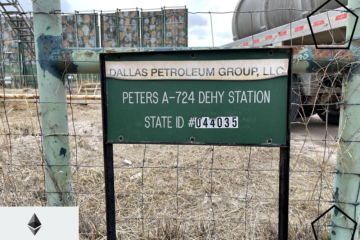 DALLAS PETROLEUM GROUP, LLC
PETERS A-724 DEHY STATION
STATE ID #044035